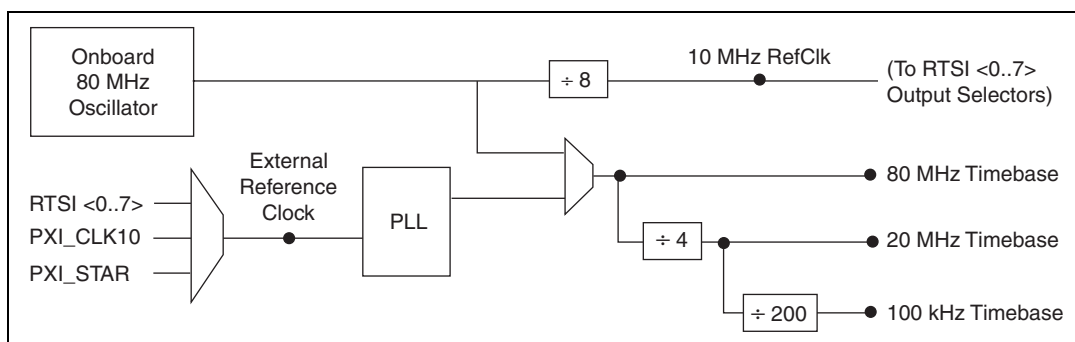 Onboard
80 MHz
Oscillator
÷ 8
10 MHz RefClk
(To RTSI <0..7>
Output Selectors)
External
Reference
Clock
RTSI <0..7>
PXI_CLK10
PXI_STAR
PLL
80 MHz Timebase
÷ 4
20 MHz Timebase
÷ 200
100 kHz Timebase